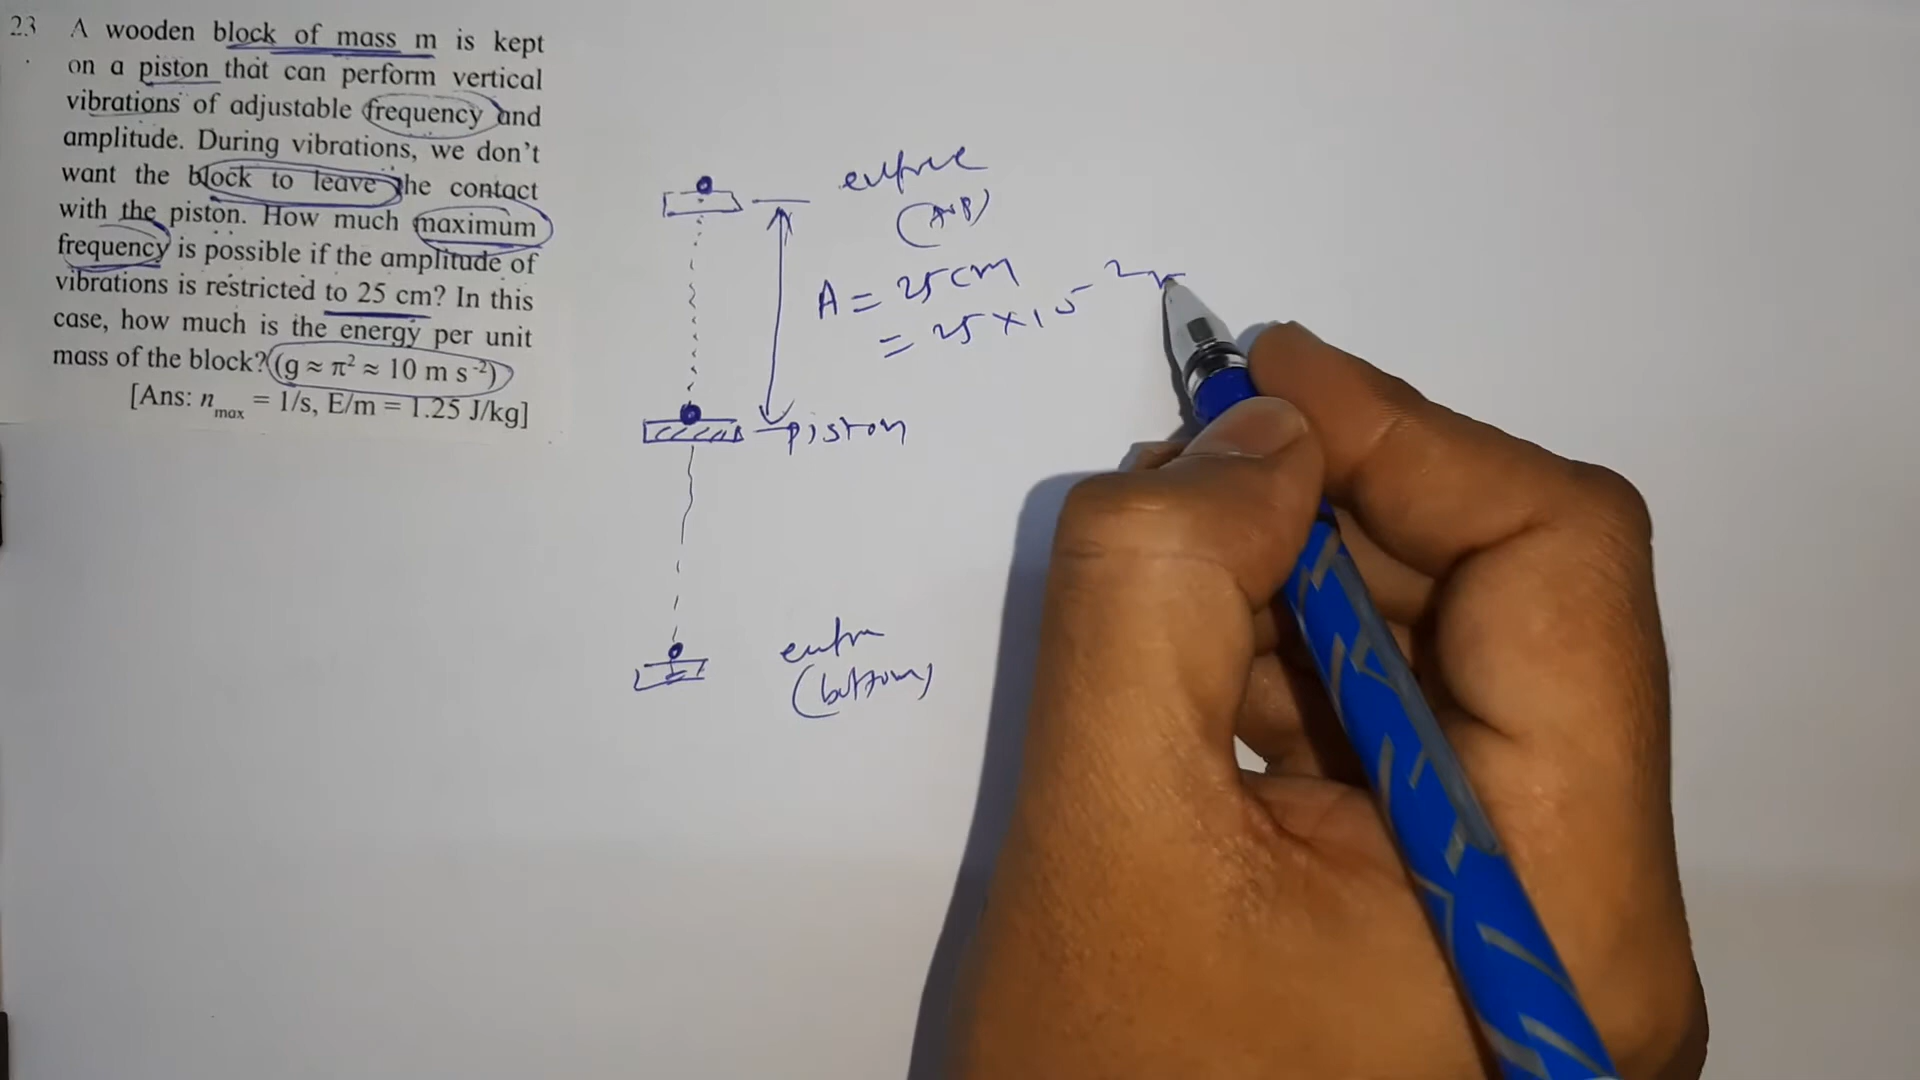 23 A wooden block of mass m is kept
on a piston that can perform vertical
vibrations of adjustable frequency and
amplitude. During vibrations, we don't
want the block to leave the contact
with the piston. How much maximum
frequency is possible if the amplitude of
vibrations is restricted to 25 cm? In this
case, how much is the energy per unit
mass of the block? (g ≈ π² ≈ 10 m s⁻²)
[Ans: n max = 1/s, E/m = 1.25 J/kg]
A = 25 cm
= 25 × 10⁻² m
piston
(bottom)